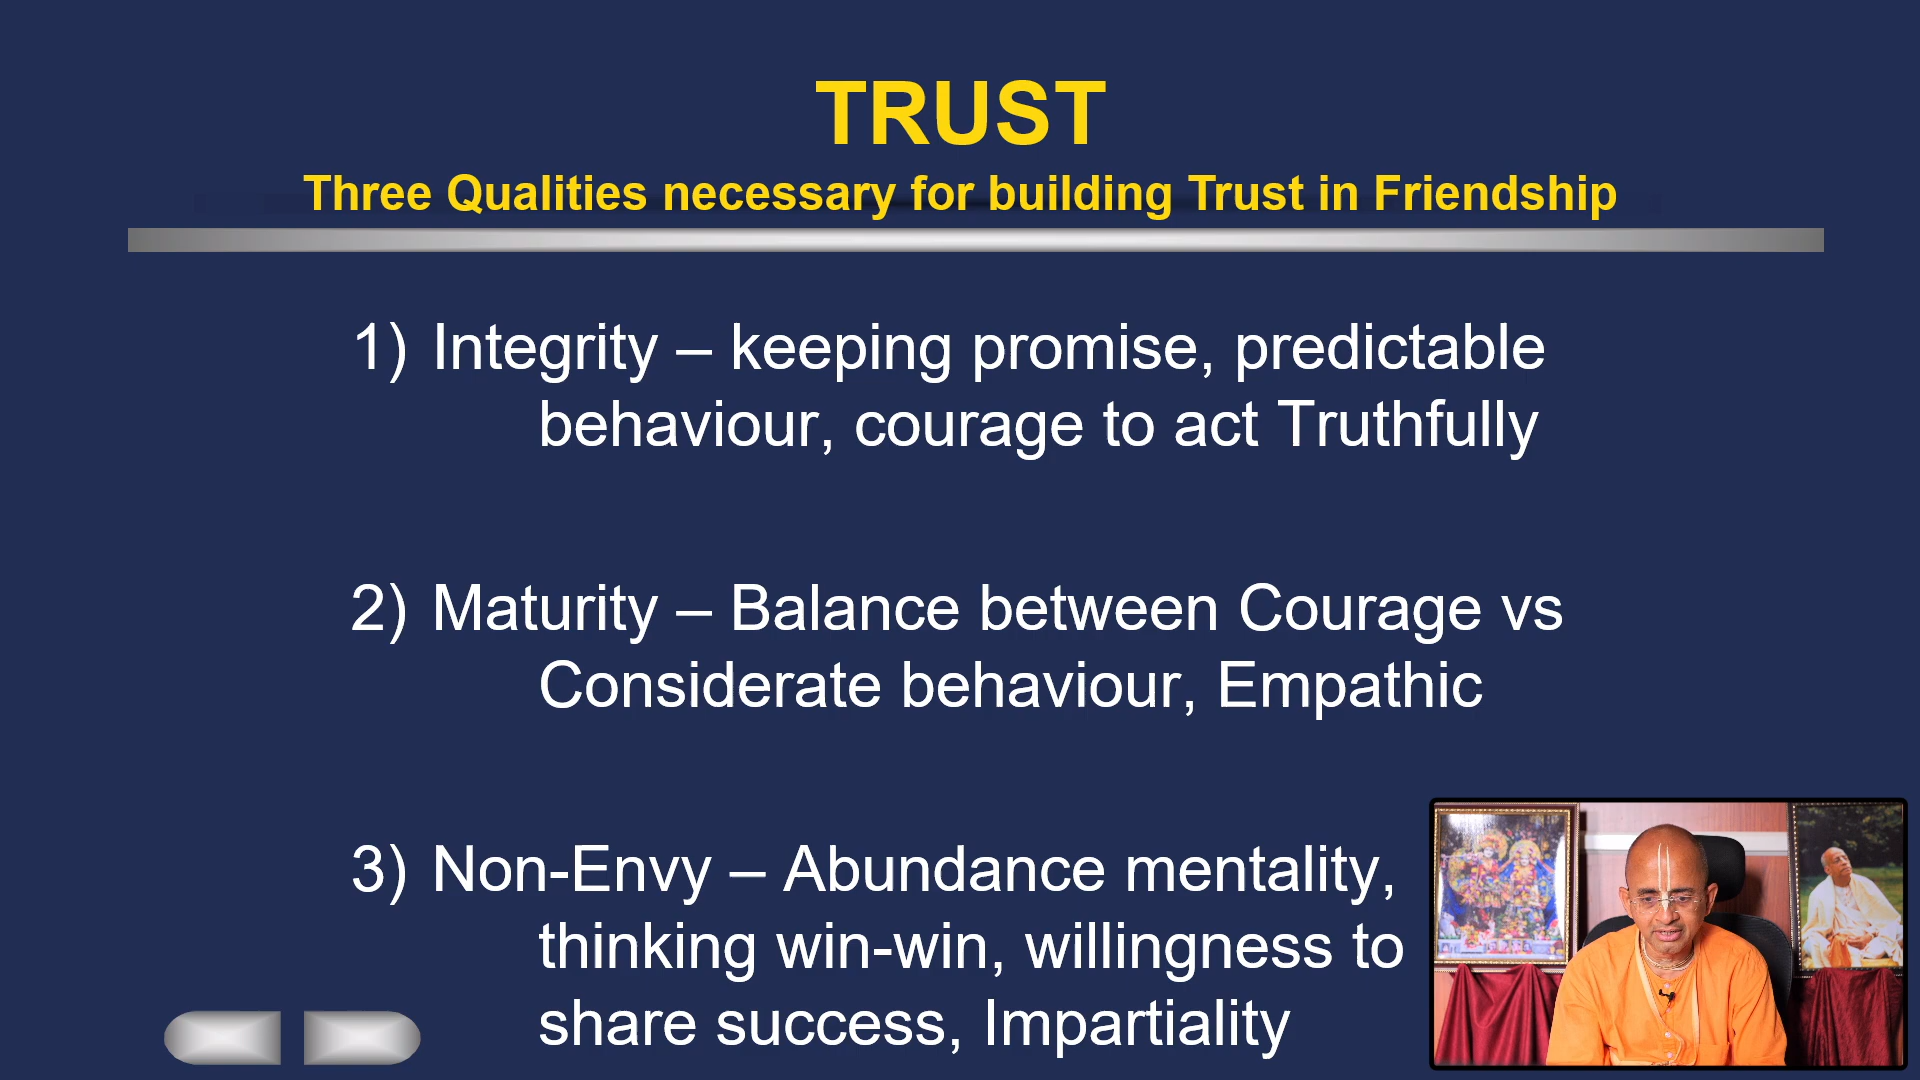 TRUST
Three Qualities necessary for building Trust in Friendship
1) Integrity – keeping promise, predictable
behaviour, courage to act Truthfully
2) Maturity – Balance between Courage vs
Considerate behaviour, Empathic
3) Non-Envy – Abundance mentality,
thinking win-win, willingness to
share success, Impartiality